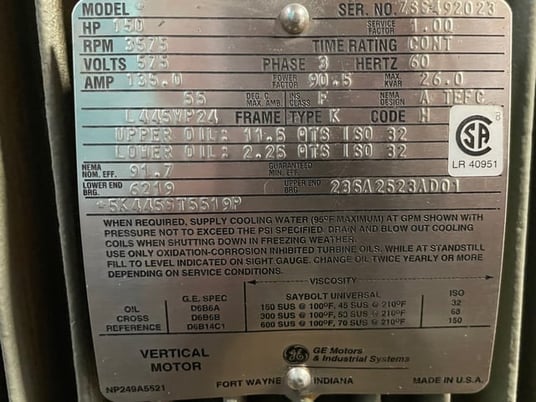 MODEL SER. NO. ZSS492023
HP 150 SERVICE FACTOR 1.00
RPM 3575 TIME RATING CONT
VOLTS 575 PHASE 3 HERTZ 60
AMP 135.0 POWER FACTOR 90.5 MAX. KVAR 26.0
55 DEG. C MAX. AMB. INS. CLASS F NEMA DESIGN A TEFC
L445VP24 FRAME TYPE K CODE H
UPPER OIL: 11.5 QTS ISO 32
LOWER OIL: 2.25 QTS ISO 32
NEMA NOM. EFF. 91.7 GUARANTEED MIN. EFF.
LOWER END BRG. 6219 UPPER END BRG 23SA2523AD01
*5K445ST5519P
LR 40951
WHEN REQUIRED, SUPPLY COOLING WATER (95°F MAXIMUM) AT GPM SHOWN WITH
PRESSURE NOT TO EXCEED THE PSI SPECIFIED. DRAIN AND BLOW OUT COOLING
COILS WHEN SHUTTING DOWN IN FREEZING WEATHER.
USE ONLY OXIDATION-CORROSION INHIBITED TURBINE OILS. WHILE AT STANDSTILL
FILL TO LEVEL INDICATED ON SIGHT GAUGE. CHANGE OIL TWICE YEARLY OR MORE
DEPENDING ON SERVICE CONDITIONS.
VISCOSITY
G.E. SPEC SAYBOLT UNIVERSAL ISO
OIL D6B6A 150 SUS @ 100°F, 45 SUS @ 210°F 32
CROSS D6B6B 300 SUS @ 100°F, 53 SUS @ 210°F 68
REFERENCE D6B14C1 600 SUS @ 100°F, 70 SUS @ 210°F 150
VERTICAL
MOTOR
GE Motors
& Industrial Systems
NP249A5521 FORT WAYNE INDIANA MADE IN U.S.A.